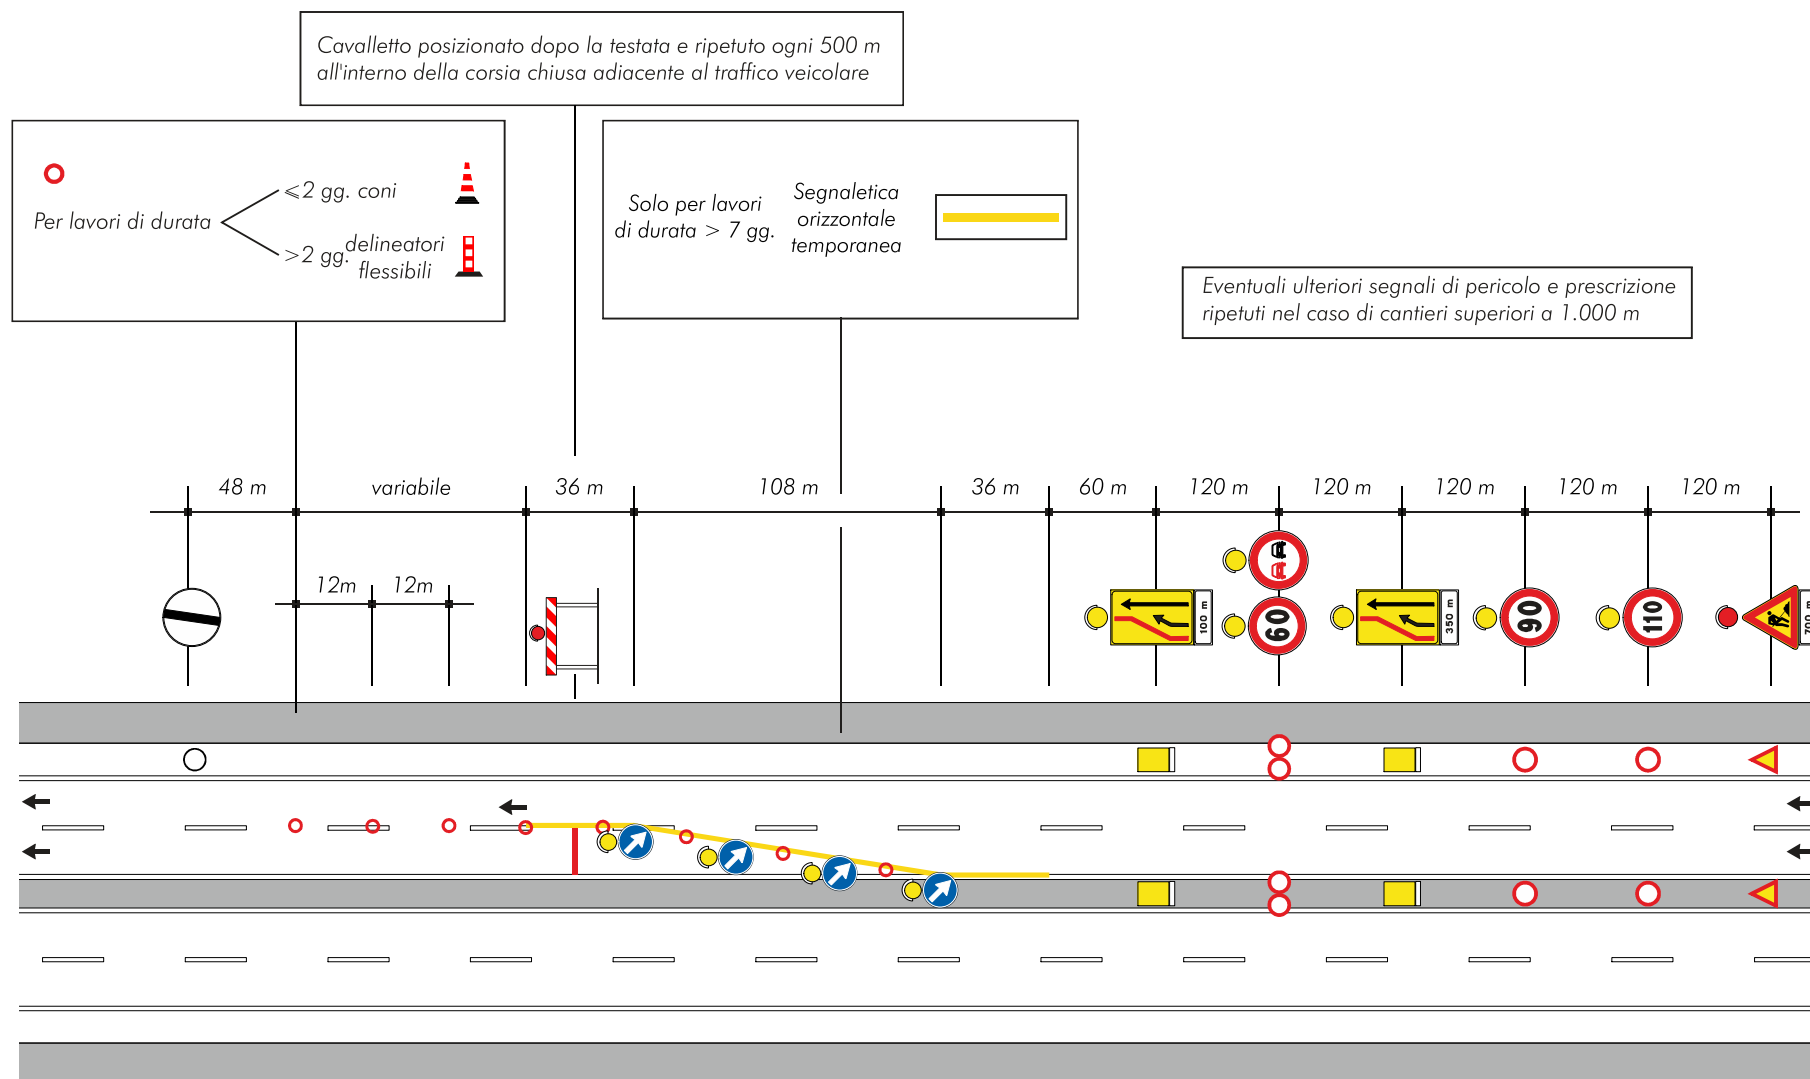 Cavalletto posizionato dopo la testata e ripetuto ogni 500 m
all'interno della corsia chiusa adiacente al traffico veicolare
Per lavori di durata
⩽2 gg. coni
>2 gg. delineatori
flessibili
Solo per lavori
di durata > 7 gg.
Segnaletica
orizzontale
temporanea
Eventuali ulteriori segnali di pericolo e prescrizione
ripetuti nel caso di cantieri superiori a 1.000 m
48 m
variabile
36 m
108 m
36 m
60 m
120 m
120 m
120 m
120 m
120 m
12m
12m
100 m
60
350 m
90
110
700 m